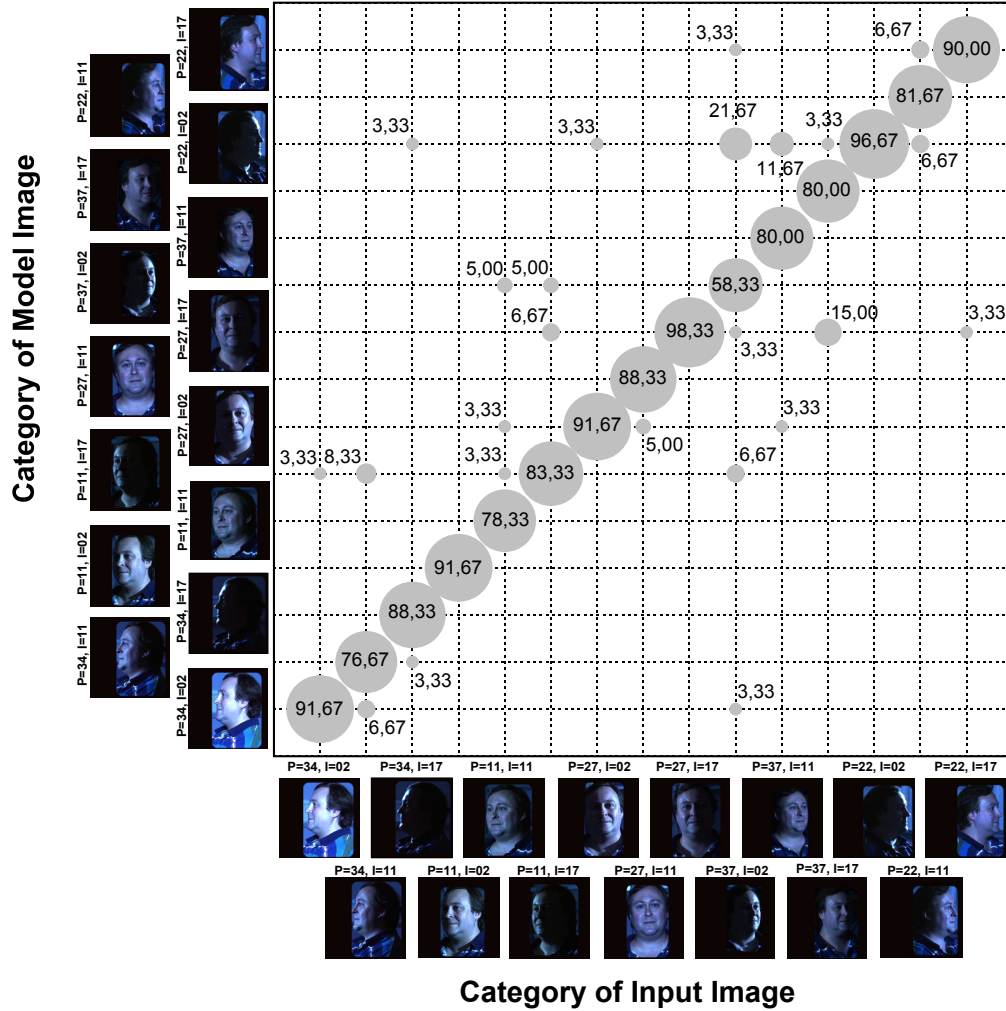 Category of Model Image
P=22, I=11
P=37, I=17
P=37, I=02
P=27, I=11
P=11, I=17
P=11, I=02
P=34, I=11
P=22, I=17
P=22, I=02
P=37, I=11
P=27, I=17
P=27, I=02
P=11, I=11
P=34, I=17
P=34, I=02
3,33 6,67 90,00
81,67
3,33 3,33 21,67 11,67 3,33 96,67 6,67
80,00
80,00
5,00 5,00 58,33
6,67 98,33 3,33 15,00 3,33
88,33
3,33 91,67 5,00 3,33
3,33 8,33 3,33 83,33 6,67
78,33
91,67
88,33
76,67 3,33
91,67 6,67 3,33
P=34, I=02 P=34, I=17 P=11, I=11 P=27, I=02 P=27, I=17 P=37, I=11 P=22, I=02 P=22, I=17
P=34, I=11 P=11, I=02 P=11, I=17 P=27, I=11 P=37, I=02 P=37, I=17 P=22, I=11
Category of Input Image